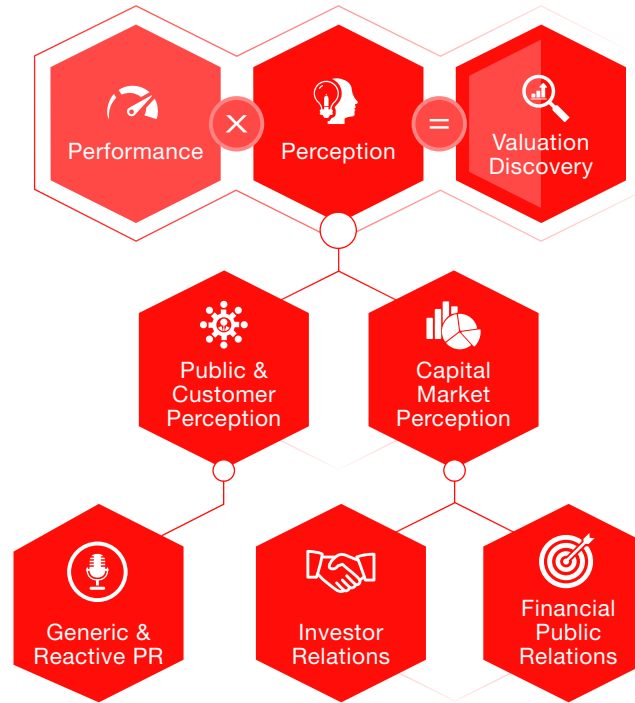 Performance
×
Perception
=
Valuation
Discovery
Public &
Customer
Perception
Capital
Market
Perception
Generic &
Reactive PR
Investor
Relations
Financial
Public
Relations